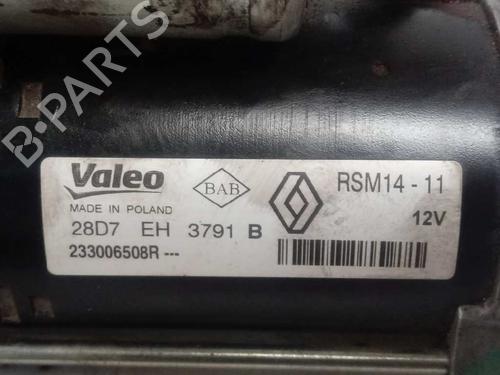 B-PARTS
Valeo
BAB
RSM14 - 11
MADE IN POLAND
12V
28D7 EH 3791 B
233006508R ---